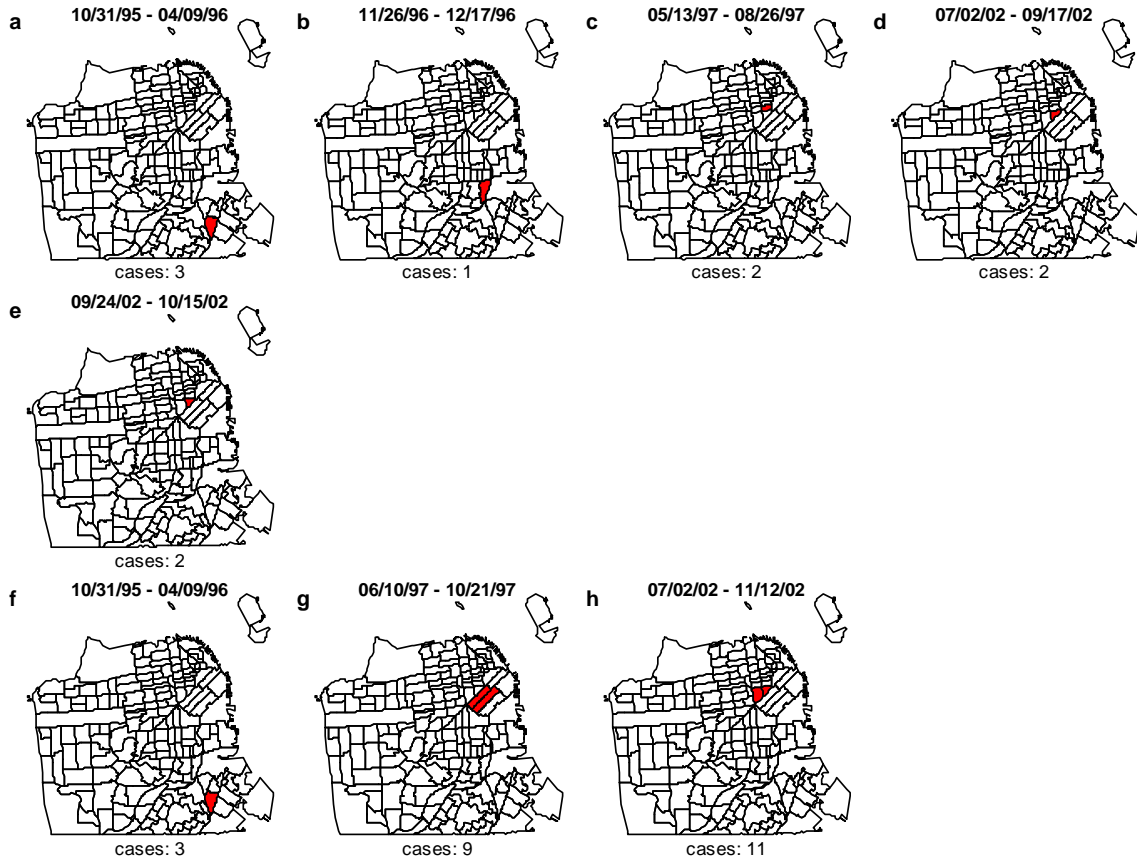 a
10/31/95 - 04/09/96
cases: 3
b
11/26/96 - 12/17/96
cases: 1
c
05/13/97 - 08/26/97
cases: 2
d
07/02/02 - 09/17/02
cases: 2
e
09/24/02 - 10/15/02
cases: 2
f
10/31/95 - 04/09/96
cases: 3
g
06/10/97 - 10/21/97
cases: 9
h
07/02/02 - 11/12/02
cases: 11